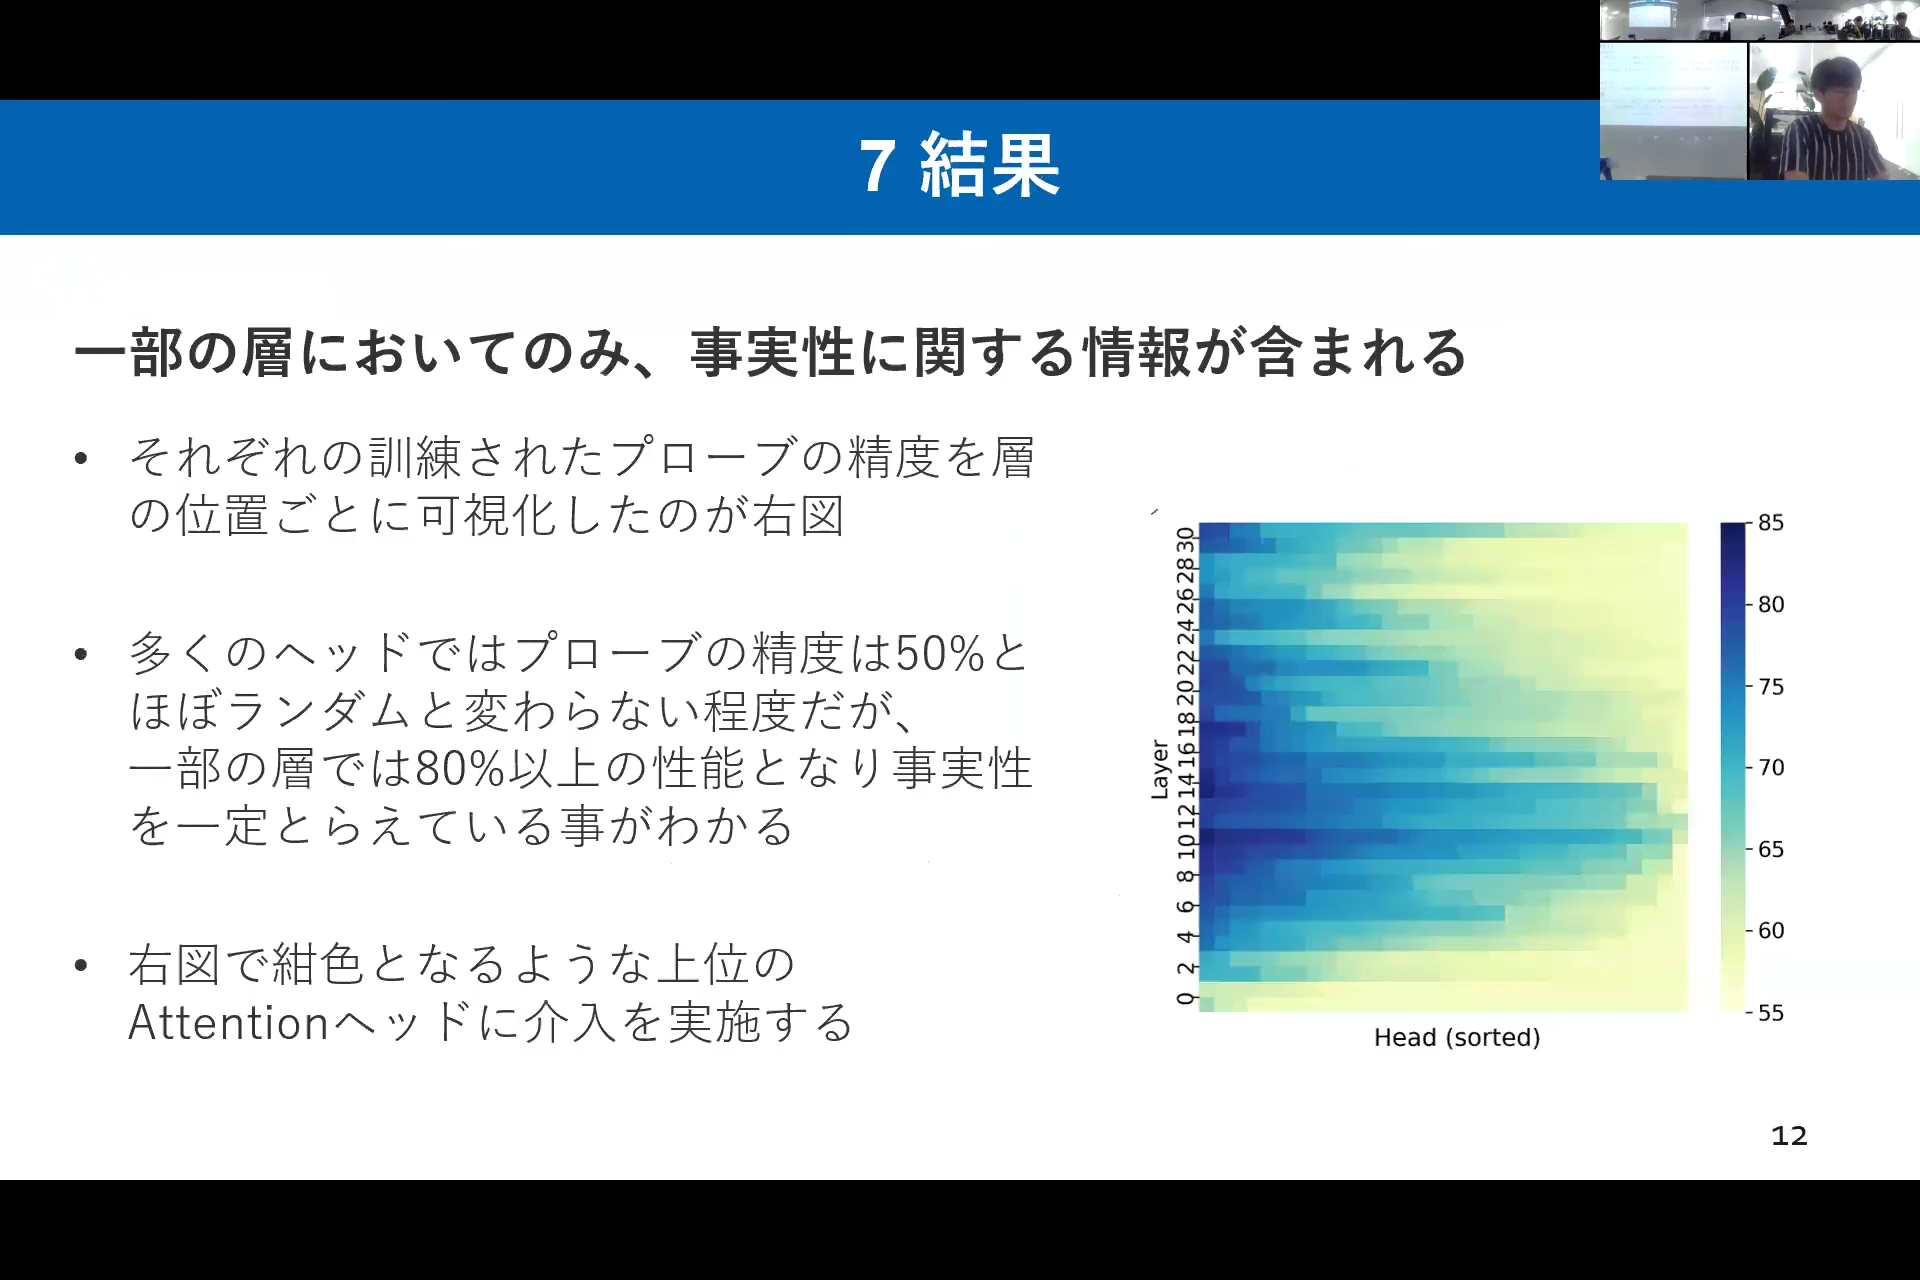 7 結果
一部の層においてのみ、事実性に関する情報が含まれる
• それぞれの訓練されたプローブの精度を層
の位置ごとに可視化したのが右図
• 多くのヘッドではプローブの精度は50%と
ほぼランダムと変わらない程度だが、
一部の層では80%以上の性能となり事実性
を一定とらえている事がわかる
• 右図で紺色となるような上位の
Attentionヘッドに介入を実施する
Layer
30
28
26
24
22
20
18
16
14
12
10
8
6
4
2
0
Head (sorted)
85
80
75
70
65
60
55
12